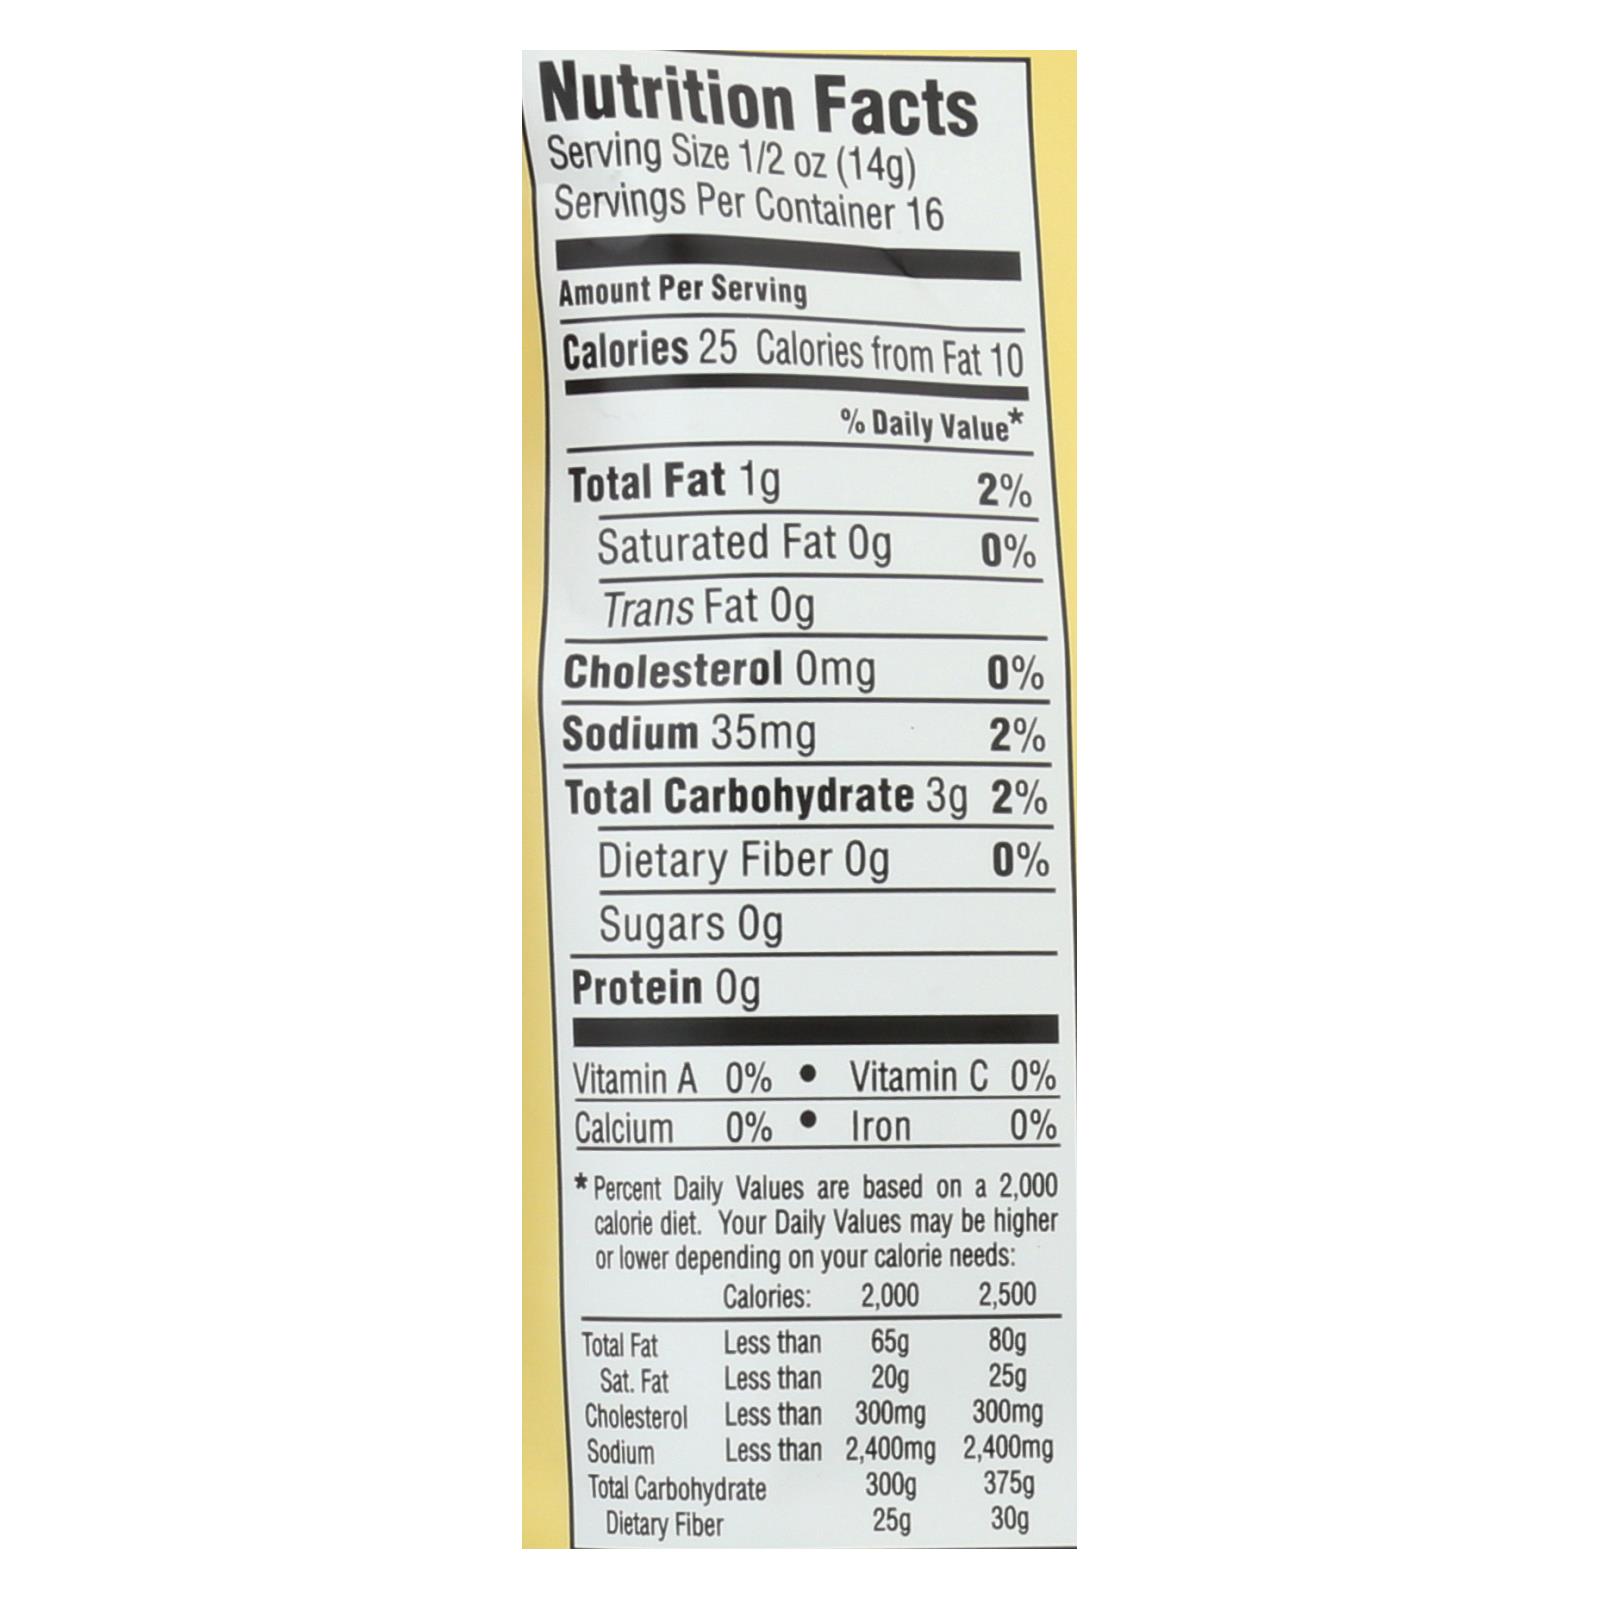 Nutrition Facts
Serving Size 1/2 oz (14g)
Servings Per Container 16
Amount Per Serving
Calories 25 Calories from Fat 10
% Daily Value*
Total Fat 1g 2%
Saturated Fat 0g 0%
Trans Fat 0g
Cholesterol 0mg 0%
Sodium 35mg 2%
Total Carbohydrate 3g 2%
Dietary Fiber 0g 0%
Sugars 0g
Protein 0g
Vitamin A 0% • Vitamin C 0%
Calcium 0% • Iron 0%
* Percent Daily Values are based on a 2,000
calorie diet. Your Daily Values may be higher
or lower depending on your calorie needs:
Calories: 2,000 2,500
Total Fat Less than 65g 80g
Sat. Fat Less than 20g 25g
Cholesterol Less than 300mg 300mg
Sodium Less than 2,400mg 2,400mg
Total Carbohydrate 300g 375g
Dietary Fiber 25g 30g